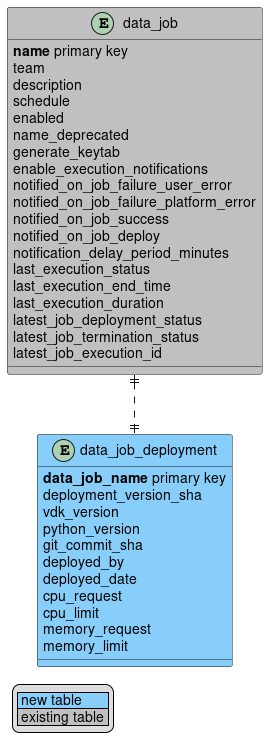 E data_job
name primary key
team
description
schedule
enabled
name_deprecated
generate_keytab
enable_execution_notifications
notified_on_job_failure_user_error
notified_on_job_failure_platform_error
notified_on_job_success
notified_on_job_deploy
notification_delay_period_minutes
last_execution_status
last_execution_end_time
last_execution_duration
latest_job_deployment_status
latest_job_termination_status
latest_job_execution_id
E data_job_deployment
data_job_name primary key
deployment_version_sha
vdk_version
python_version
git_commit_sha
deployed_by
deployed_date
cpu_request
cpu_limit
memory_request
memory_limit
new table
existing table